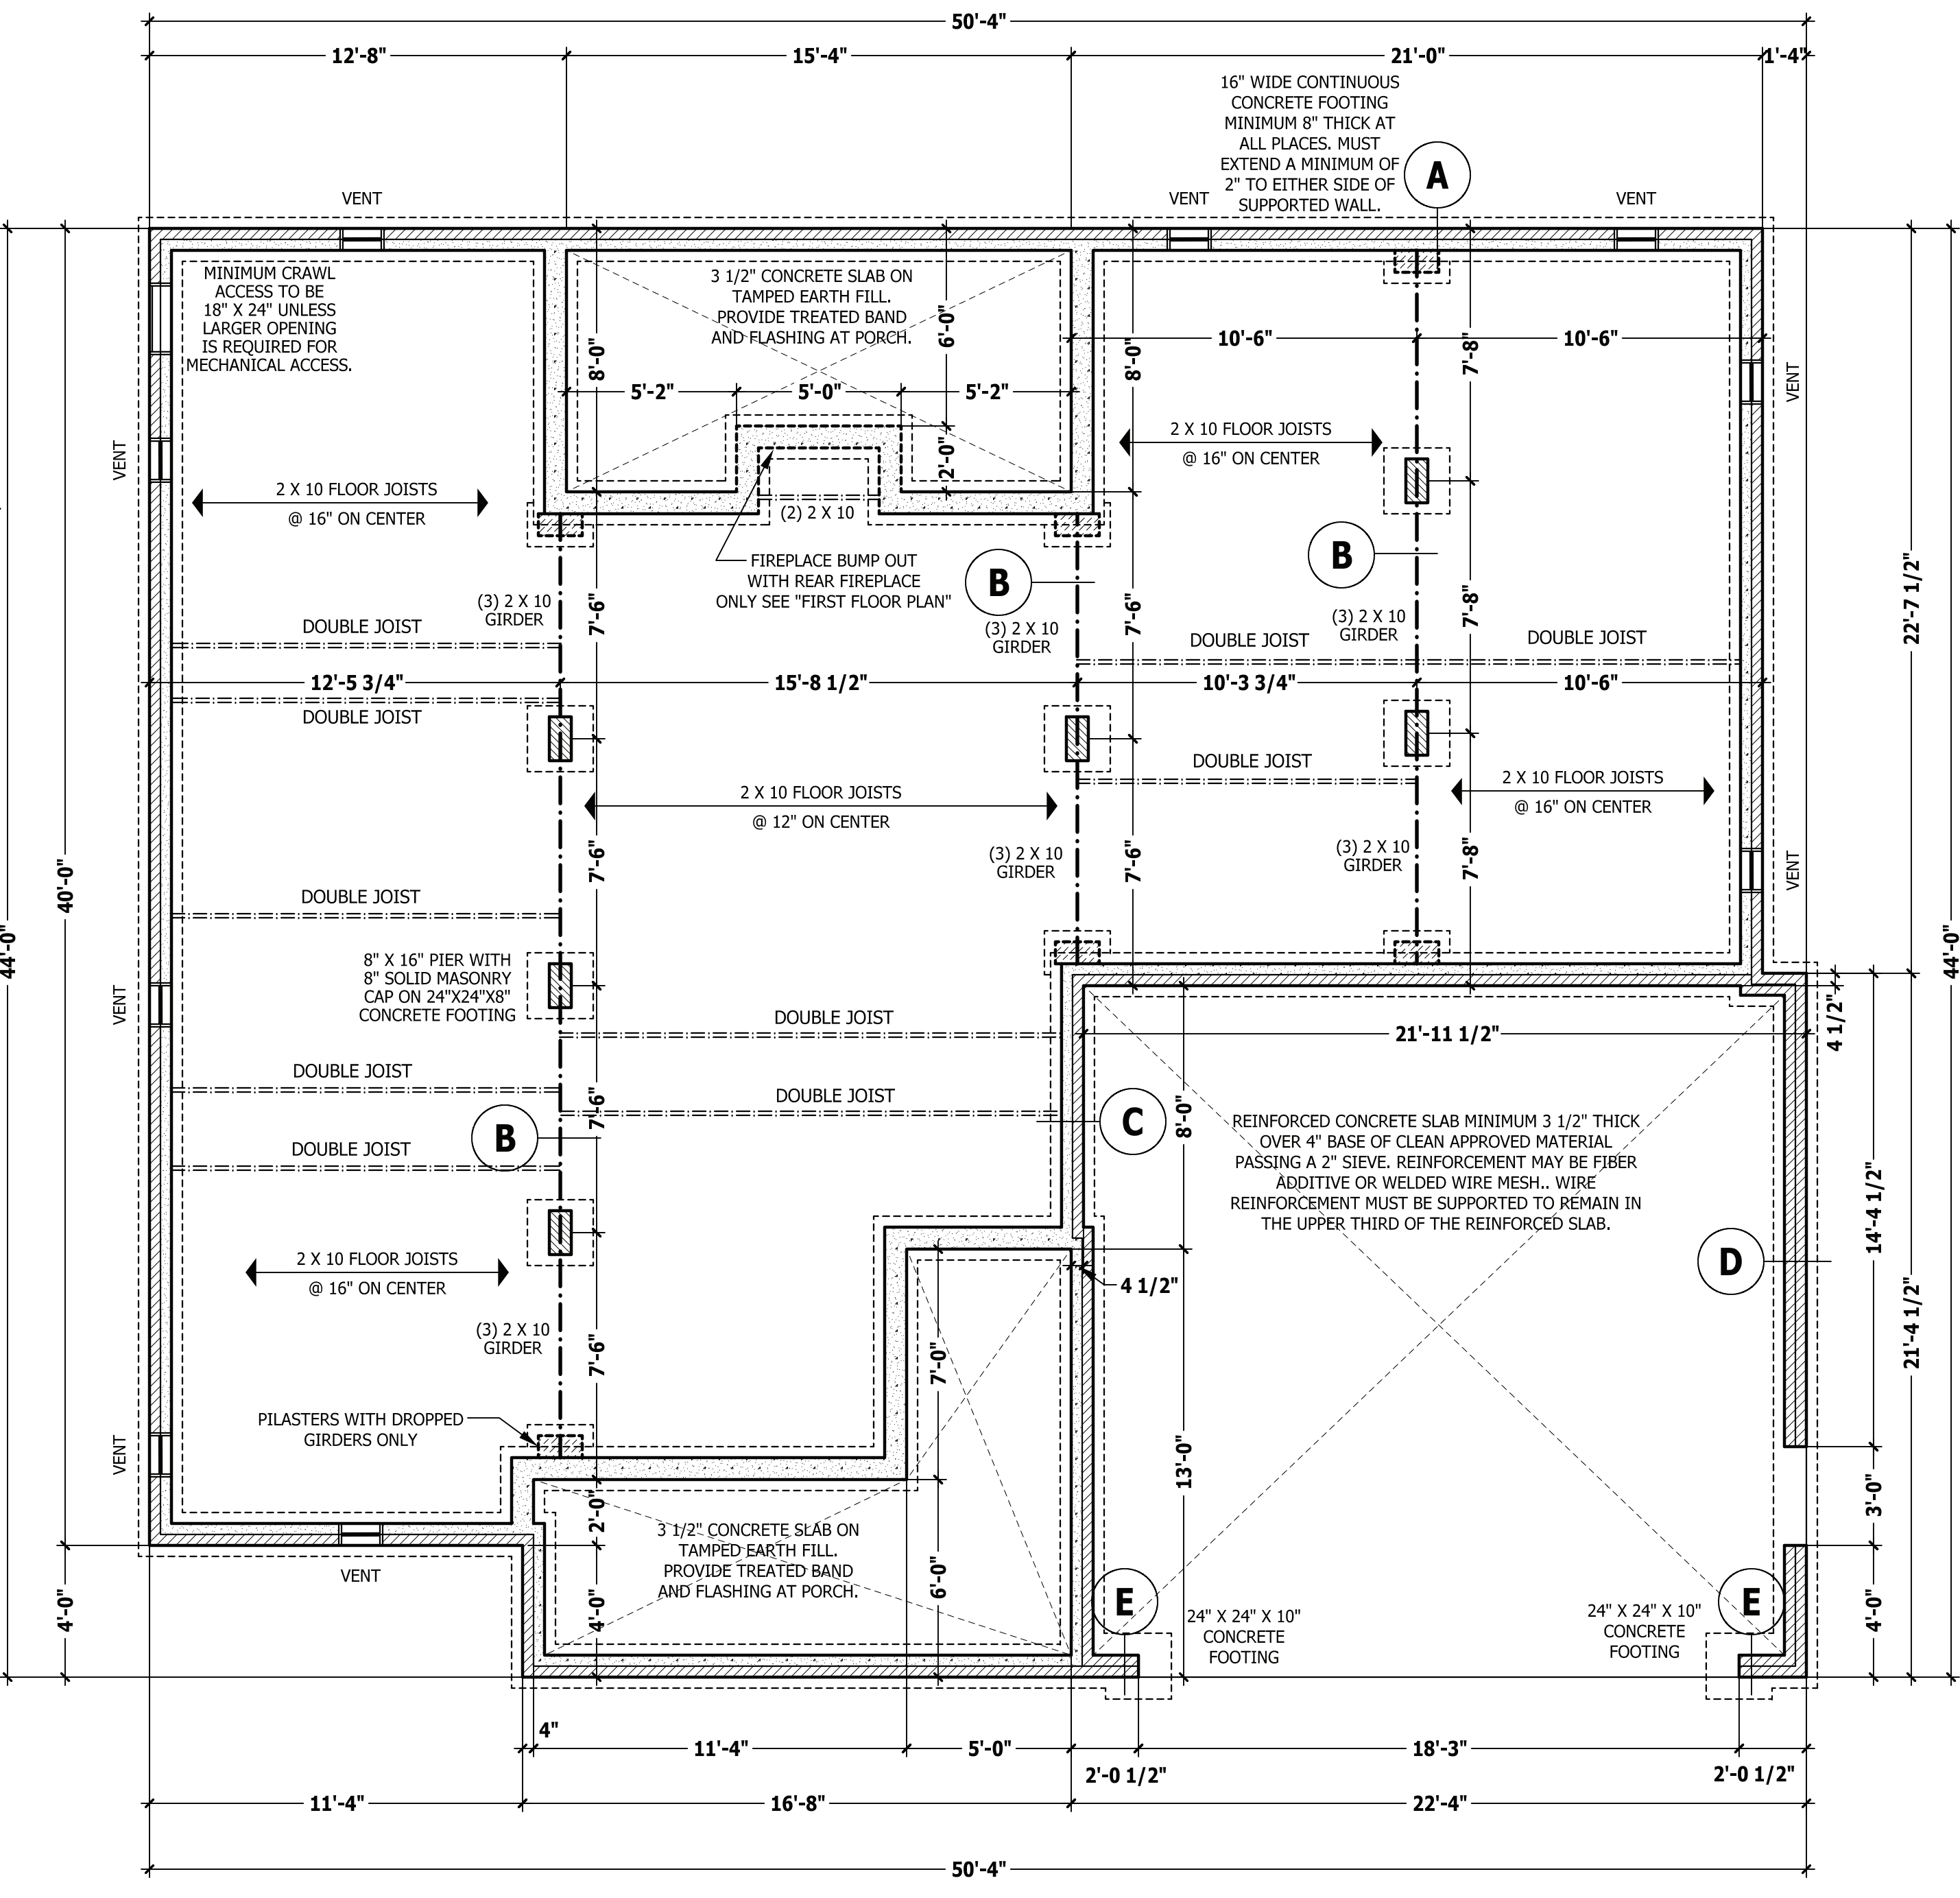 50'-4"
12'-8"
15'-4"
21'-0"
1'-4"
16" WIDE CONTINUOUS
CONCRETE FOOTING
MINIMUM 8" THICK AT
ALL PLACES. MUST
EXTEND A MINIMUM OF
2" TO EITHER SIDE OF
SUPPORTED WALL.
A
VENT
VENT
VENT
MINIMUM CRAWL
ACCESS TO BE
18" X 24" UNLESS
LARGER OPENING
IS REQUIRED FOR
MECHANICAL ACCESS.
3 1/2" CONCRETE SLAB ON
TAMPED EARTH FILL.
PROVIDE TREATED BAND
AND FLASHING AT PORCH.
6'-0"
8'-0"
8'-0"
10'-6"
10'-6"
7'-8"
5'-2"
5'-0"
5'-2"
2'-0"
VENT
VENT
2 X 10 FLOOR JOISTS
@ 16" ON CENTER
2 X 10 FLOOR JOISTS
@ 16" ON CENTER
(2) 2 X 10
FIREPLACE BUMP OUT
WITH REAR FIREPLACE
ONLY SEE "FIRST FLOOR PLAN"
B
B
(3) 2 X 10
GIRDER
7'-6"
(3) 2 X 10
GIRDER
7'-6"
(3) 2 X 10
GIRDER
7'-8"
22'-7 1/2"
DOUBLE JOIST
DOUBLE JOIST
DOUBLE JOIST
12'-5 3/4"
15'-8 1/2"
10'-3 3/4"
10'-6"
DOUBLE JOIST
DOUBLE JOIST
2 X 10 FLOOR JOISTS
@ 12" ON CENTER
2 X 10 FLOOR JOISTS
@ 16" ON CENTER
7'-6"
(3) 2 X 10
GIRDER
7'-6"
(3) 2 X 10
GIRDER
7'-8"
VENT
40'-0"
44'-0"
44'-0"
DOUBLE JOIST
8" X 16" PIER WITH
8" SOLID MASONRY
CAP ON 24"X24"X8"
CONCRETE FOOTING
VENT
DOUBLE JOIST
21'-11 1/2"
4 1/2"
DOUBLE JOIST
DOUBLE JOIST
7'-6"
B
C
8'-0"
REINFORCED CONCRETE SLAB MINIMUM 3 1/2" THICK
OVER 4" BASE OF CLEAN APPROVED MATERIAL
PASSING A 2" SIEVE. REINFORCEMENT MAY BE FIBER
ADDITIVE OR WELDED WIRE MESH.. WIRE
REINFORCEMENT MUST BE SUPPORTED TO REMAIN IN
THE UPPER THIRD OF THE REINFORCED SLAB.
DOUBLE JOIST
14'-4 1/2"
D
2 X 10 FLOOR JOISTS
@ 16" ON CENTER
4 1/2"
21'-4 1/2"
(3) 2 X 10
GIRDER
7'-6"
7'-0"
PILASTERS WITH DROPPED
GIRDERS ONLY
VENT
13'-0"
3'-0"
2'-0"
3 1/2" CONCRETE SLAB ON
TAMPED EARTH FILL.
PROVIDE TREATED BAND
AND FLASHING AT PORCH.
VENT
6'-0"
4'-0"
4'-0"
E
24" X 24" X 10"
CONCRETE
FOOTING
24" X 24" X 10"
CONCRETE
FOOTING
E
4'-0"
4"
11'-4"
5'-0"
2'-0 1/2"
18'-3"
2'-0 1/2"
11'-4"
16'-8"
22'-4"
50'-4"